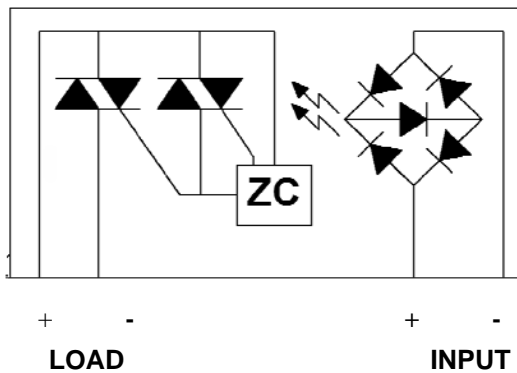 ZC
+ - + -
LOAD INPUT